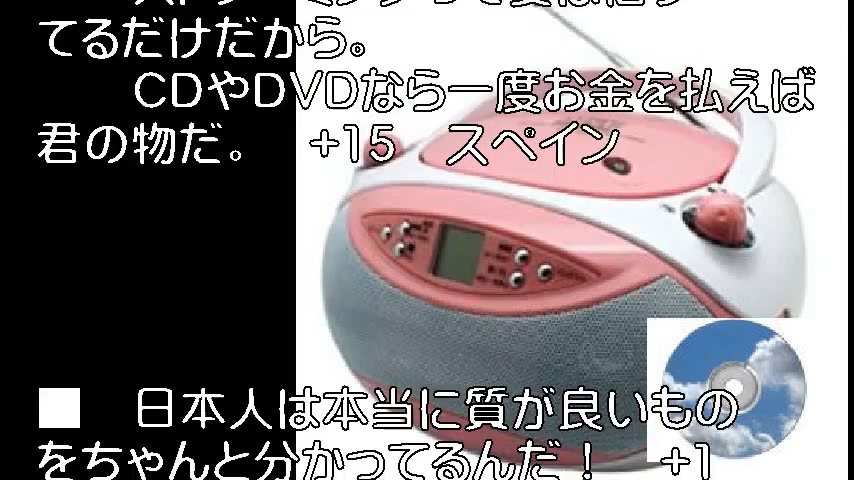 てるだけだから。
CDやDVDなら一度お金を払えば
君の物だ。 +15 スペイン
■ 日本人は本当に質が良いもの
をちゃんと分かってるんだ！ +1